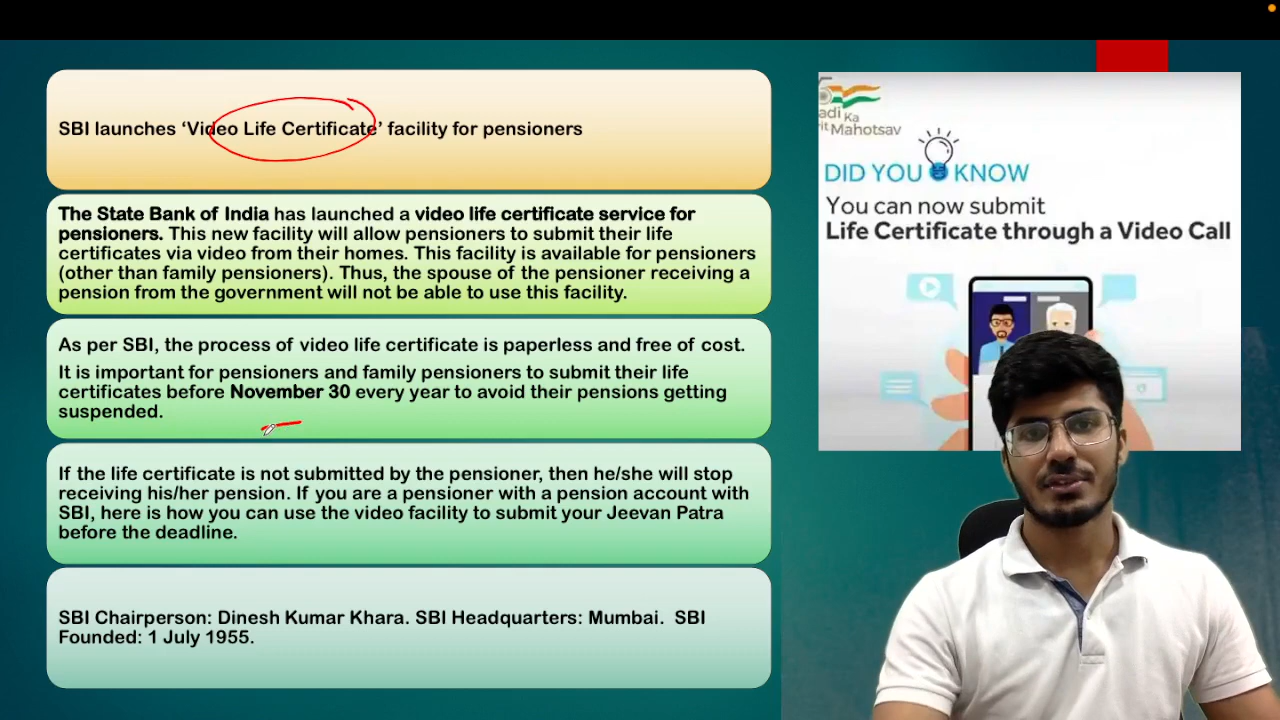 SBI launches ‘Video Life Certificate’ facility for pensioners
The State Bank of India has launched a video life certificate service for
pensioners. This new facility will allow pensioners to submit their life
certificates via video from their homes. This facility is available for pensioners
(other than family pensioners). Thus, the spouse of the pensioner receiving a
pension from the government will not be able to use this facility.
As per SBI, the process of video life certificate is paperless and free of cost.
It is important for pensioners and family pensioners to submit their life
certificates before November 30 every year to avoid their pensions getting
suspended.
If the life certificate is not submitted by the pensioner, then he/she will stop
receiving his/her pension. If you are a pensioner with a pension account with
SBI, here is how you can use the video facility to submit your Jeevan Patra
before the deadline.
SBI Chairperson: Dinesh Kumar Khara. SBI Headquarters: Mumbai. SBI
Founded: 1 July 1955.
adi Ka
it Mahotsav
DID YOU KNOW
You can now submit
Life Certificate through a Video Call